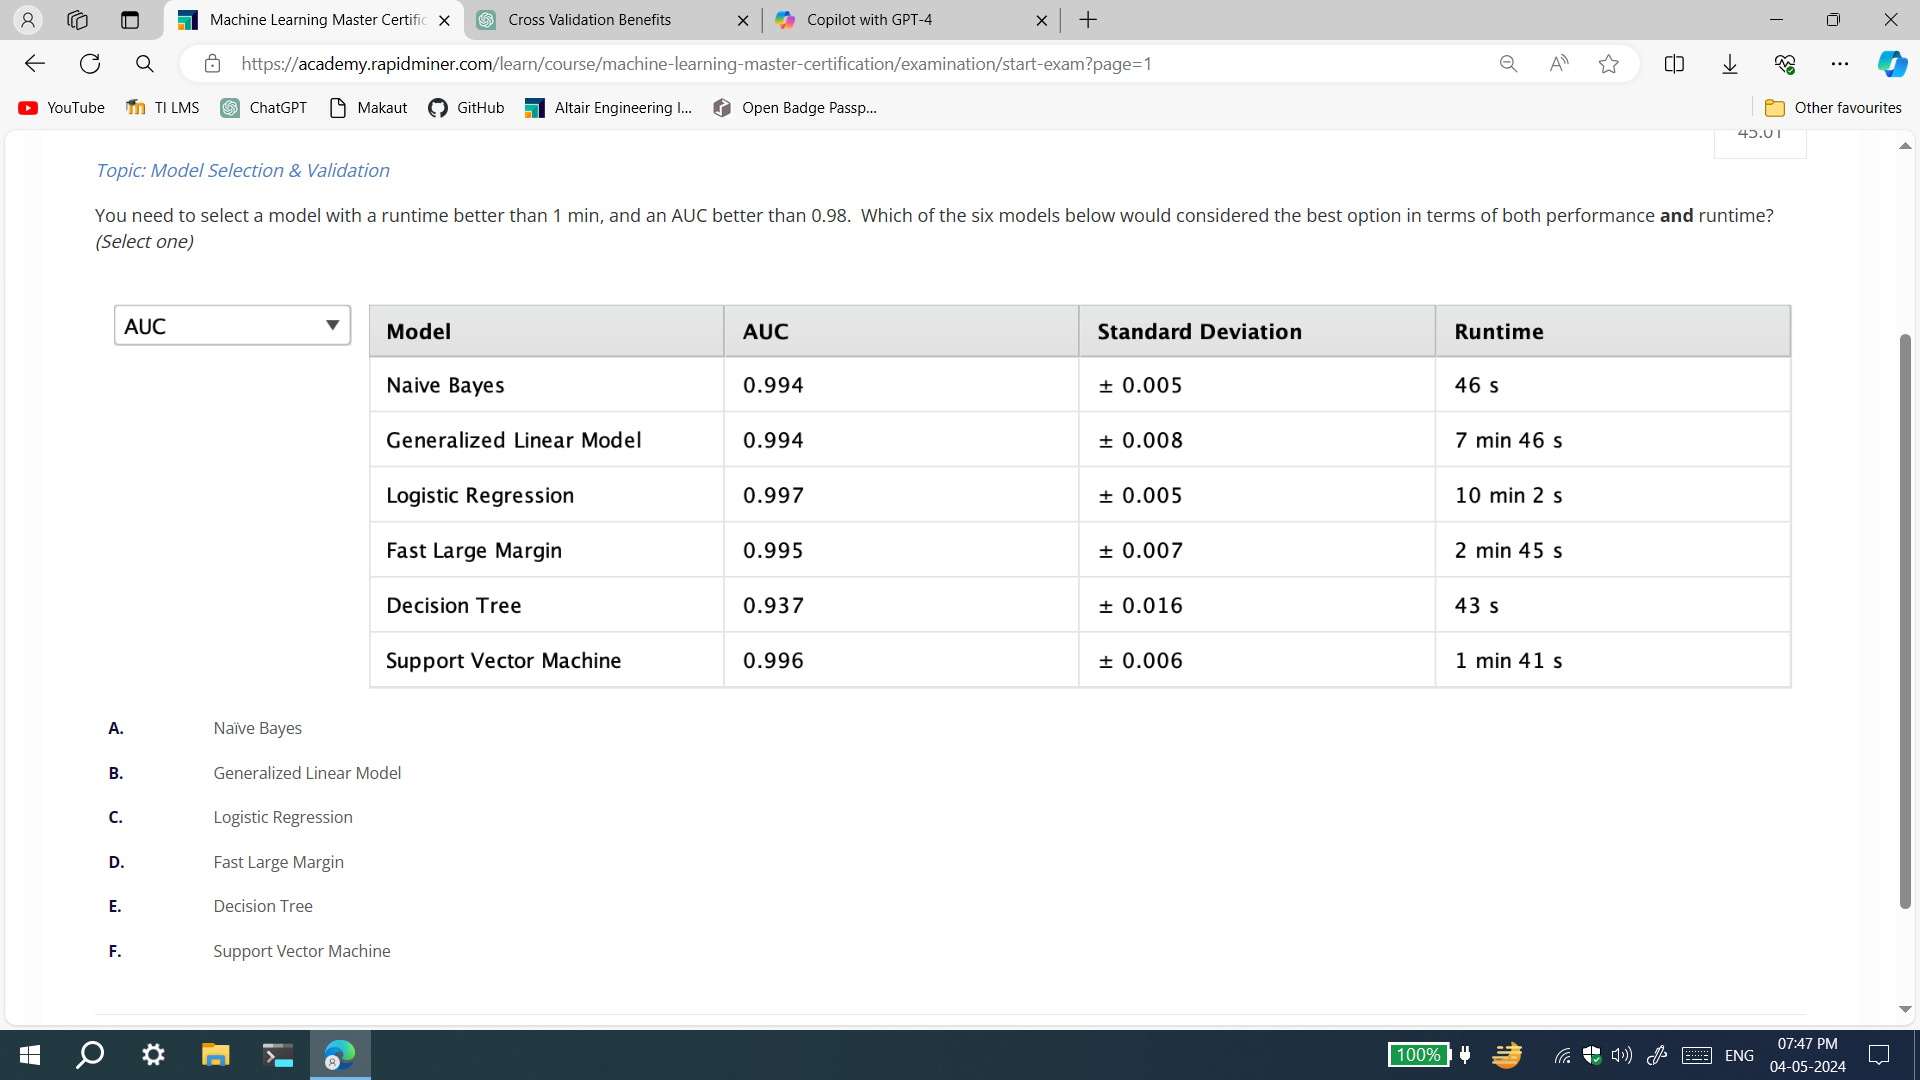 Machine Learning Master Certific
Cross Validation Benefits
Copilot with GPT-4
https://academy.rapidminer.com/learn/course/machine-learning-master-certification/examination/start-exam?page=1
YouTube
TI LMS
ChatGPT
Makaut
GitHub
Altair Engineering I...
Open Badge Passp...
Other favourites
45:01
Topic: Model Selection & Validation
You need to select a model with a runtime better than 1 min, and an AUC better than 0.98.  Which of the six models below would considered the best option in terms of both performance and runtime?
(Select one)
AUC
Model AUC Standard Deviation Runtime
Naive Bayes 0.994 ± 0.005 46 s
Generalized Linear Model 0.994 ± 0.008 7 min 46 s
Logistic Regression 0.997 ± 0.005 10 min 2 s
Fast Large Margin 0.995 ± 0.007 2 min 45 s
Decision Tree 0.937 ± 0.016 43 s
Support Vector Machine 0.996 ± 0.006 1 min 41 s
A. Naïve Bayes
B. Generalized Linear Model
C. Logistic Regression
D. Fast Large Margin
E. Decision Tree
F. Support Vector Machine
100%
ENG
07:47 PM
04-05-2024